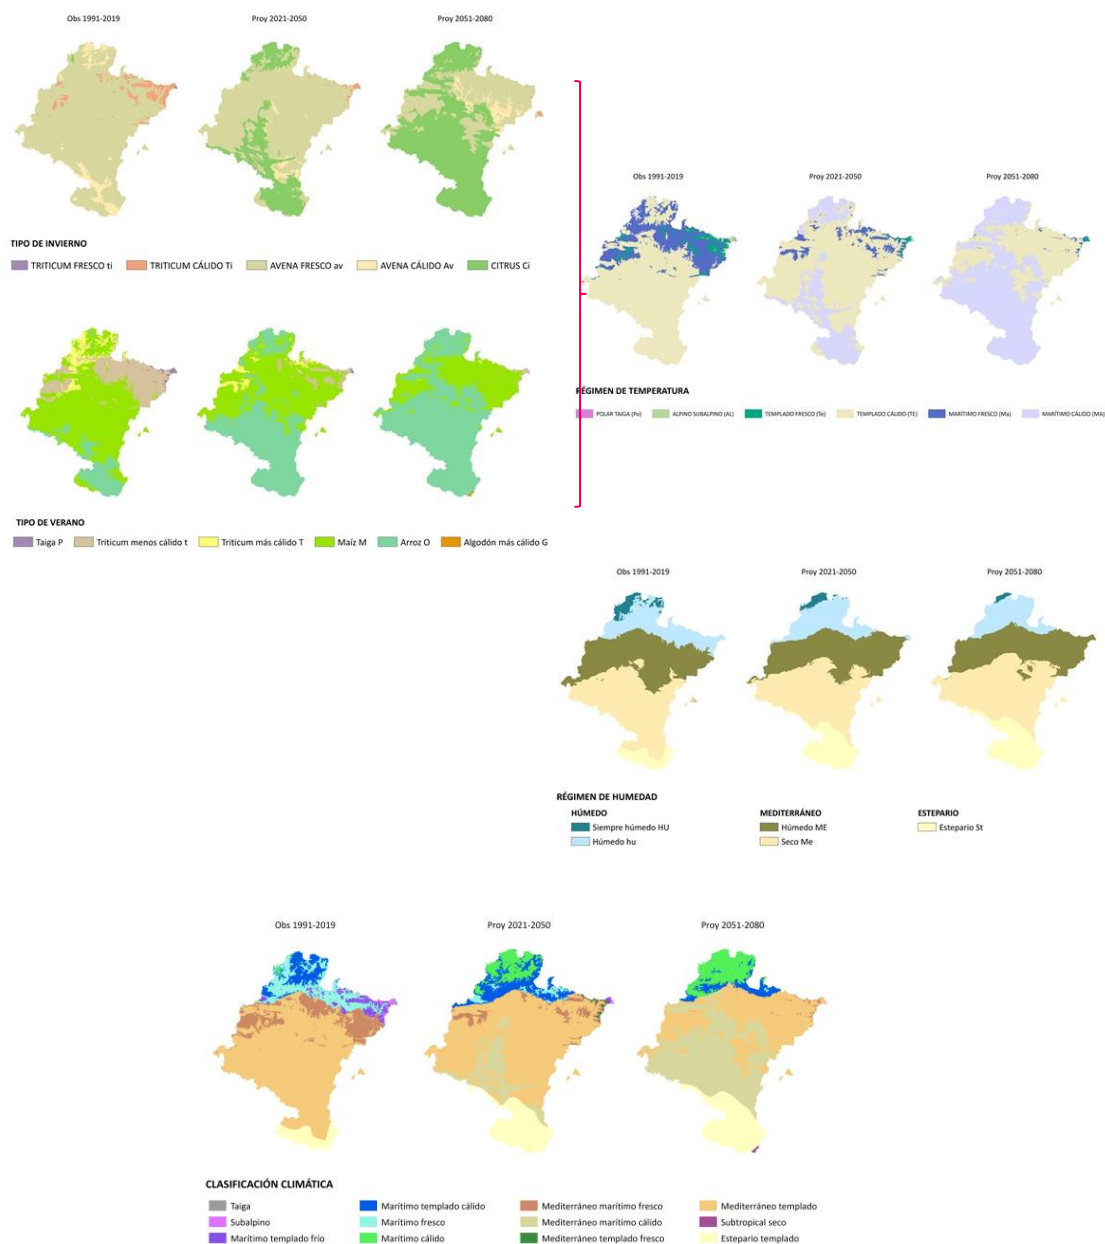 Obs 1991-2019 Proy 2021-2050 Proy 2051-2080
TIPO DE INVIERNO
TRITICUM FRESCO ti TRITICUM CÁLIDO Ti AVENA FRESCO av AVENA CÁLIDO Av CITRUS Ci
TIPO DE VERANO
Taiga P Triticum menos cálido t Triticum más cálido T Maíz M Arroz O Algodón más cálido G
Obs 1991-2019 Proy 2021-2050 Proy 2051-2080
RÉGIMEN DE TEMPERATURA
POLAR TAIGA (Po) ALPINO SUBALPINO (AL) TEMPLADO FRESCO (Te) TEMPLADO CÁLIDO (TE) MARÍTIMO FRESCO (Ma) MARÍTIMO CÁLIDO (MA)
Obs 1991-2019 Proy 2021-2050 Proy 2051-2080
RÉGIMEN DE HUMEDAD
HÚMEDO MEDITERRÁNEO ESTEPARIO
Siempre húmedo HU Húmedo ME Estepario St
Húmedo hu Seco Me
Obs 1991-2019 Proy 2021-2050 Proy 2051-2080
CLASIFICACIÓN CLIMÁTICA
Taiga Marítimo templado cálido Mediterráneo marítimo fresco Mediterráneo templado
Subalpino Marítimo fresco Mediterráneo marítimo cálido Subtropical seco
Marítimo templado frío Marítimo cálido Mediterráneo templado fresco Estepario templado